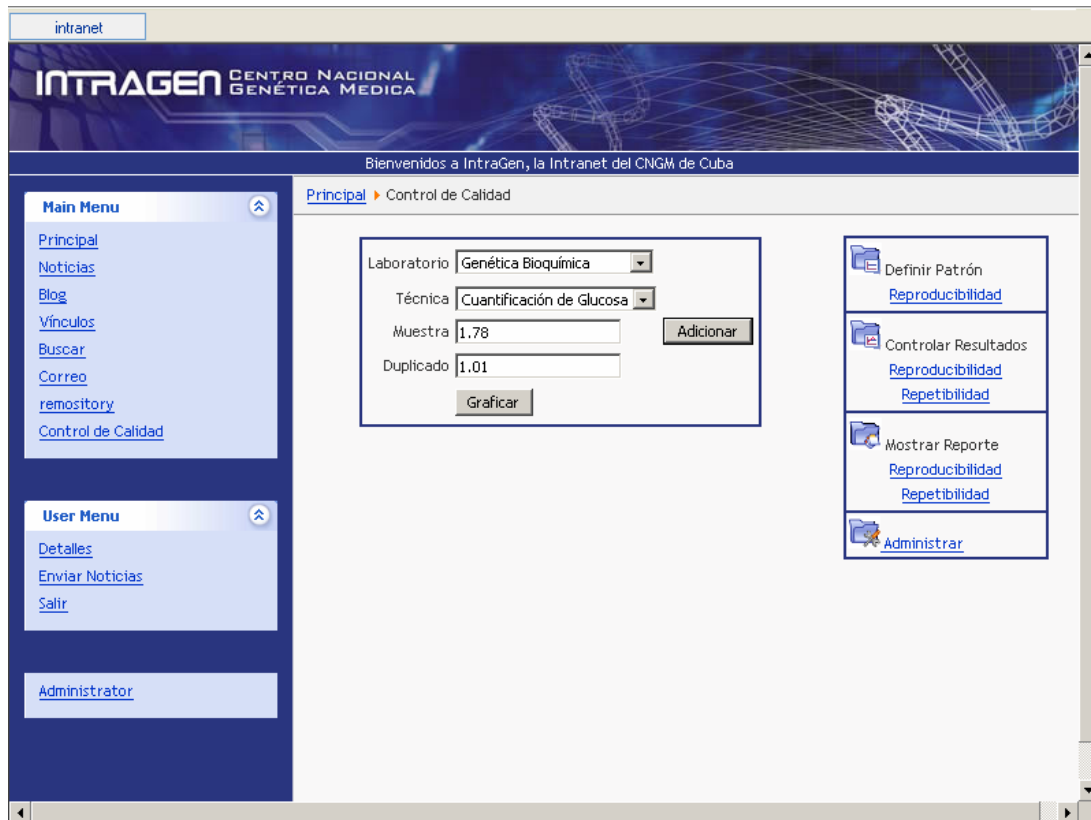 intranet
INTRAGEN CENTRO NACIONAL
GENÉTICA MEDICA
Bienvenidos a IntraGen, la Intranet del CNGM de Cuba
Main Menu
Principal
Noticias
Blog
Vínculos
Buscar
Correo
remository
Control de Calidad
User Menu
Detalles
Enviar Noticias
Salir
Administrator
Principal Control de Calidad
Laboratorio Genética Bioquímica
Técnica Cuantificación de Glucosa
Muestra 1.78 Adicionar
Duplicado 1.01
Graficar
Definir Patrón
Reproducibilidad
Controlar Resultados
Reproducibilidad
Repetibilidad
Mostrar Reporte
Reproducibilidad
Repetibilidad
Administrar